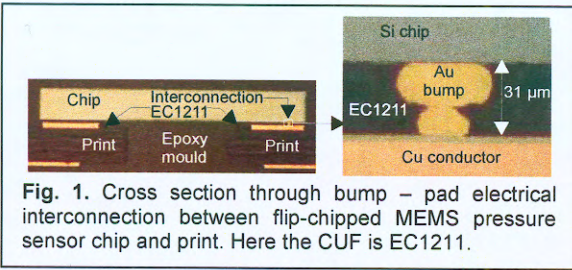 Si chip
Au
bump
31 µm
EC1211
Cu conductor
Chip
Interconnection
EC1211
Print
Epoxy
mould
Print
Fig. 1. Cross section through bump – pad electrical
interconnection between flip-chipped MEMS pressure
sensor chip and print. Here the CUF is EC1211.